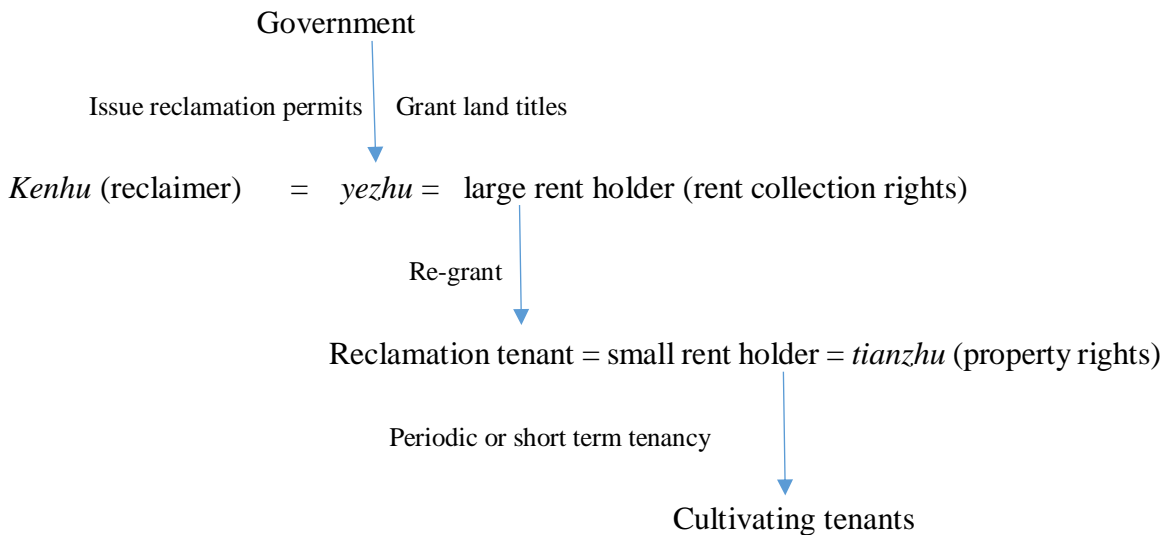 Government
Issue reclamation permits Grant land titles
Kenhu (reclaimer) = yezhu = large rent holder (rent collection rights)
Re-grant
Reclamation tenant = small rent holder = tianzhu (property rights)
Periodic or short term tenancy
Cultivating tenants